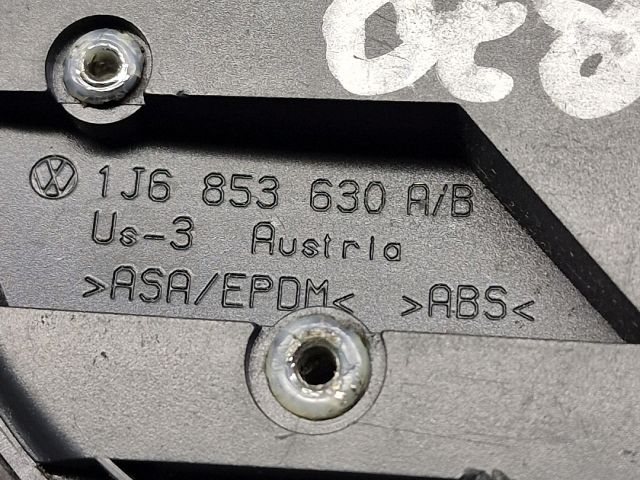 1J6 853 630 A/B
Us-3 Austria
>ASA/EPDM< >ABS<